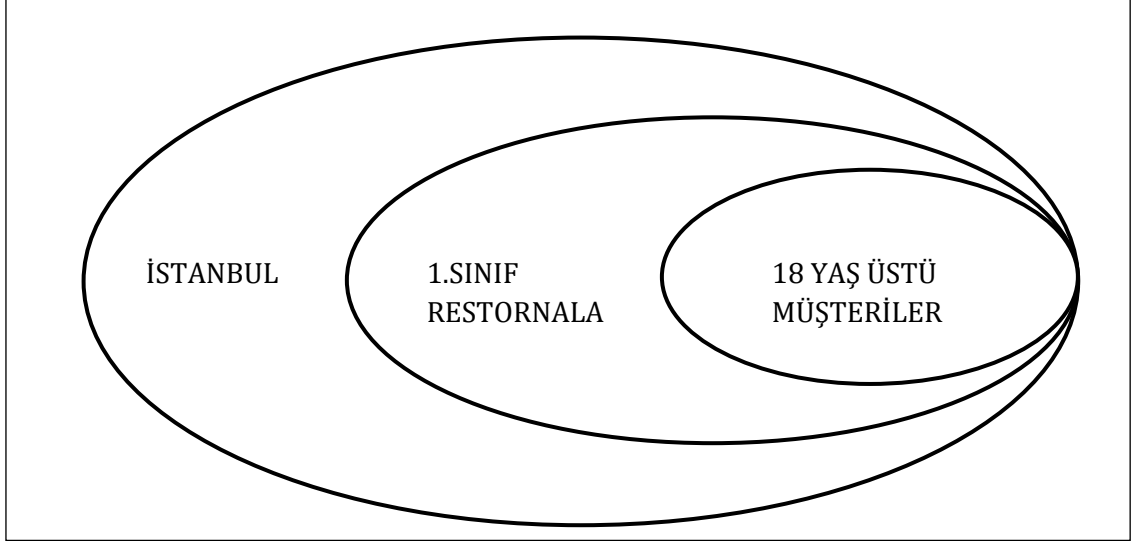 İSTANBUL
1.SINIF
RESTORNALA
18 YAŞ ÜSTÜ
MÜŞTERİLER